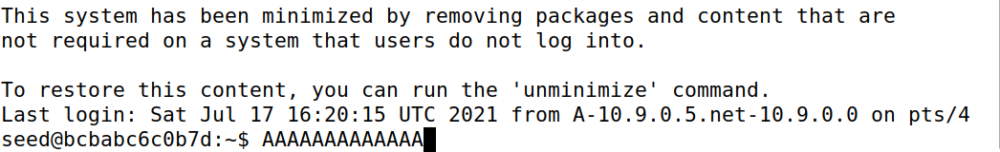 This system has been minimized by removing packages and content that are
not required on a system that users do not log into.
To restore this content, you can run the 'unminimize' command.
Last login: Sat Jul 17 16:20:15 UTC 2021 from A-10.9.0.5.net-10.9.0.0 on pts/4
seed@bcbabc6c0b7d:~$ AAAAAAAAAAAAA